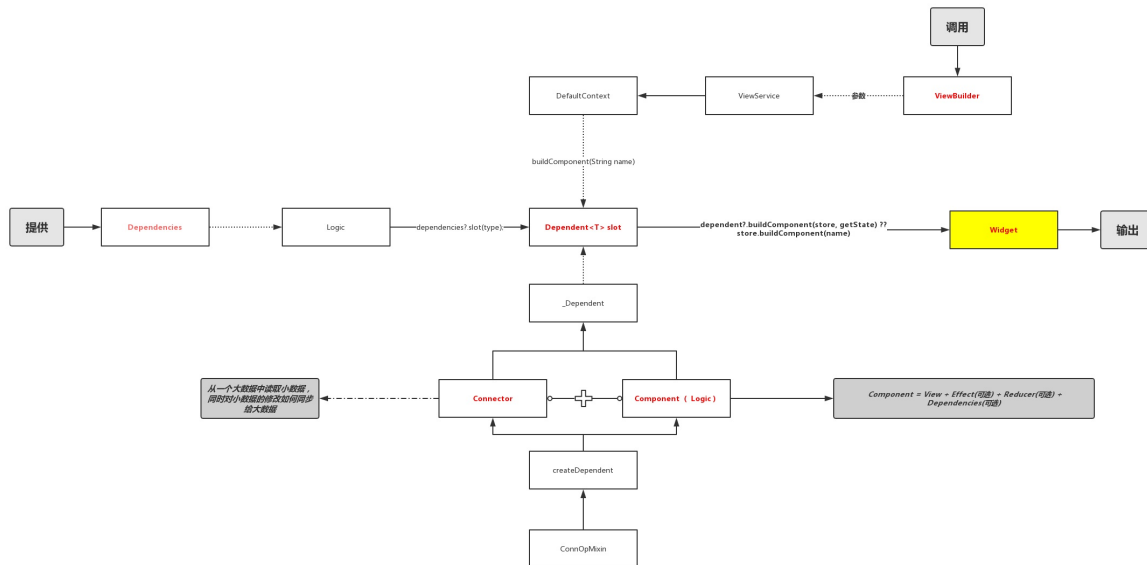 调用
DefaultContext
ViewService
参数
ViewBuilder
buildComponent(String name)
提供
Dependencies
Logic
dependencies?.slot(type);
Dependent<T> slot
dependent?.buildComponent(store, getState) ??
store.buildComponent(name)
Widget
输出
_Dependent
从一个大数据中读取小数据，
同时对小数据的修改如何同步
给大数据
Connector
Component （ Logic）
Component = View + Effect(可选) + Reducer(可选) +
Dependencies(可选)
createDependent
ConnOpMixin